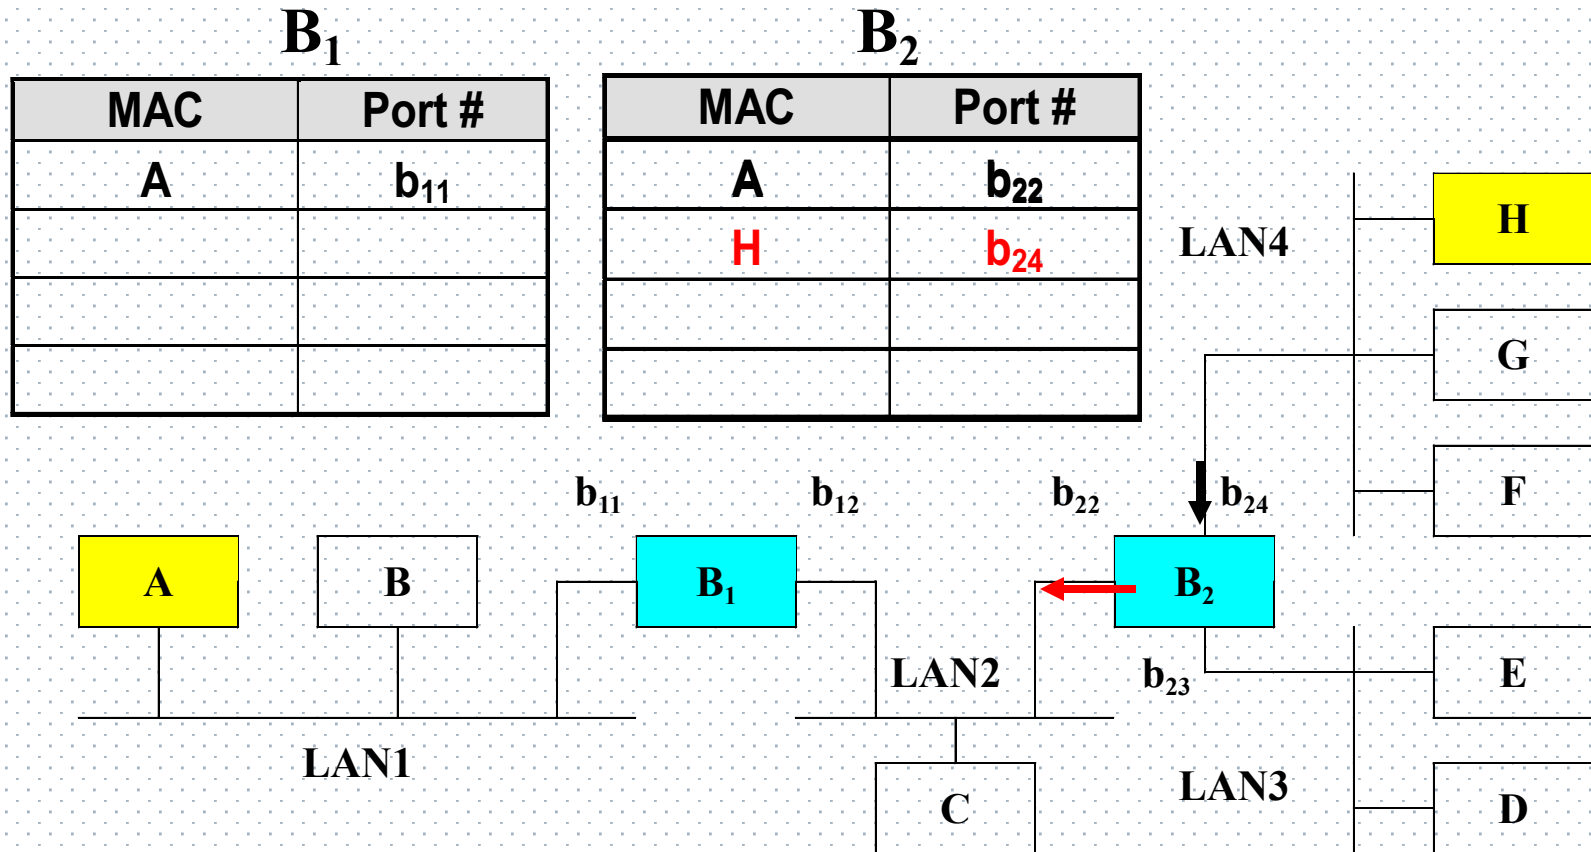 B₁ B₂
MAC Port # MAC Port #
A b₁₁ A b₂₂
H b₂₄
H
LAN4
G
b₁₁ b₁₂ b₂₂ b₂₄ F
A B B₁ B₂
LAN2 b₂₃ E
LAN1
C LAN3 D